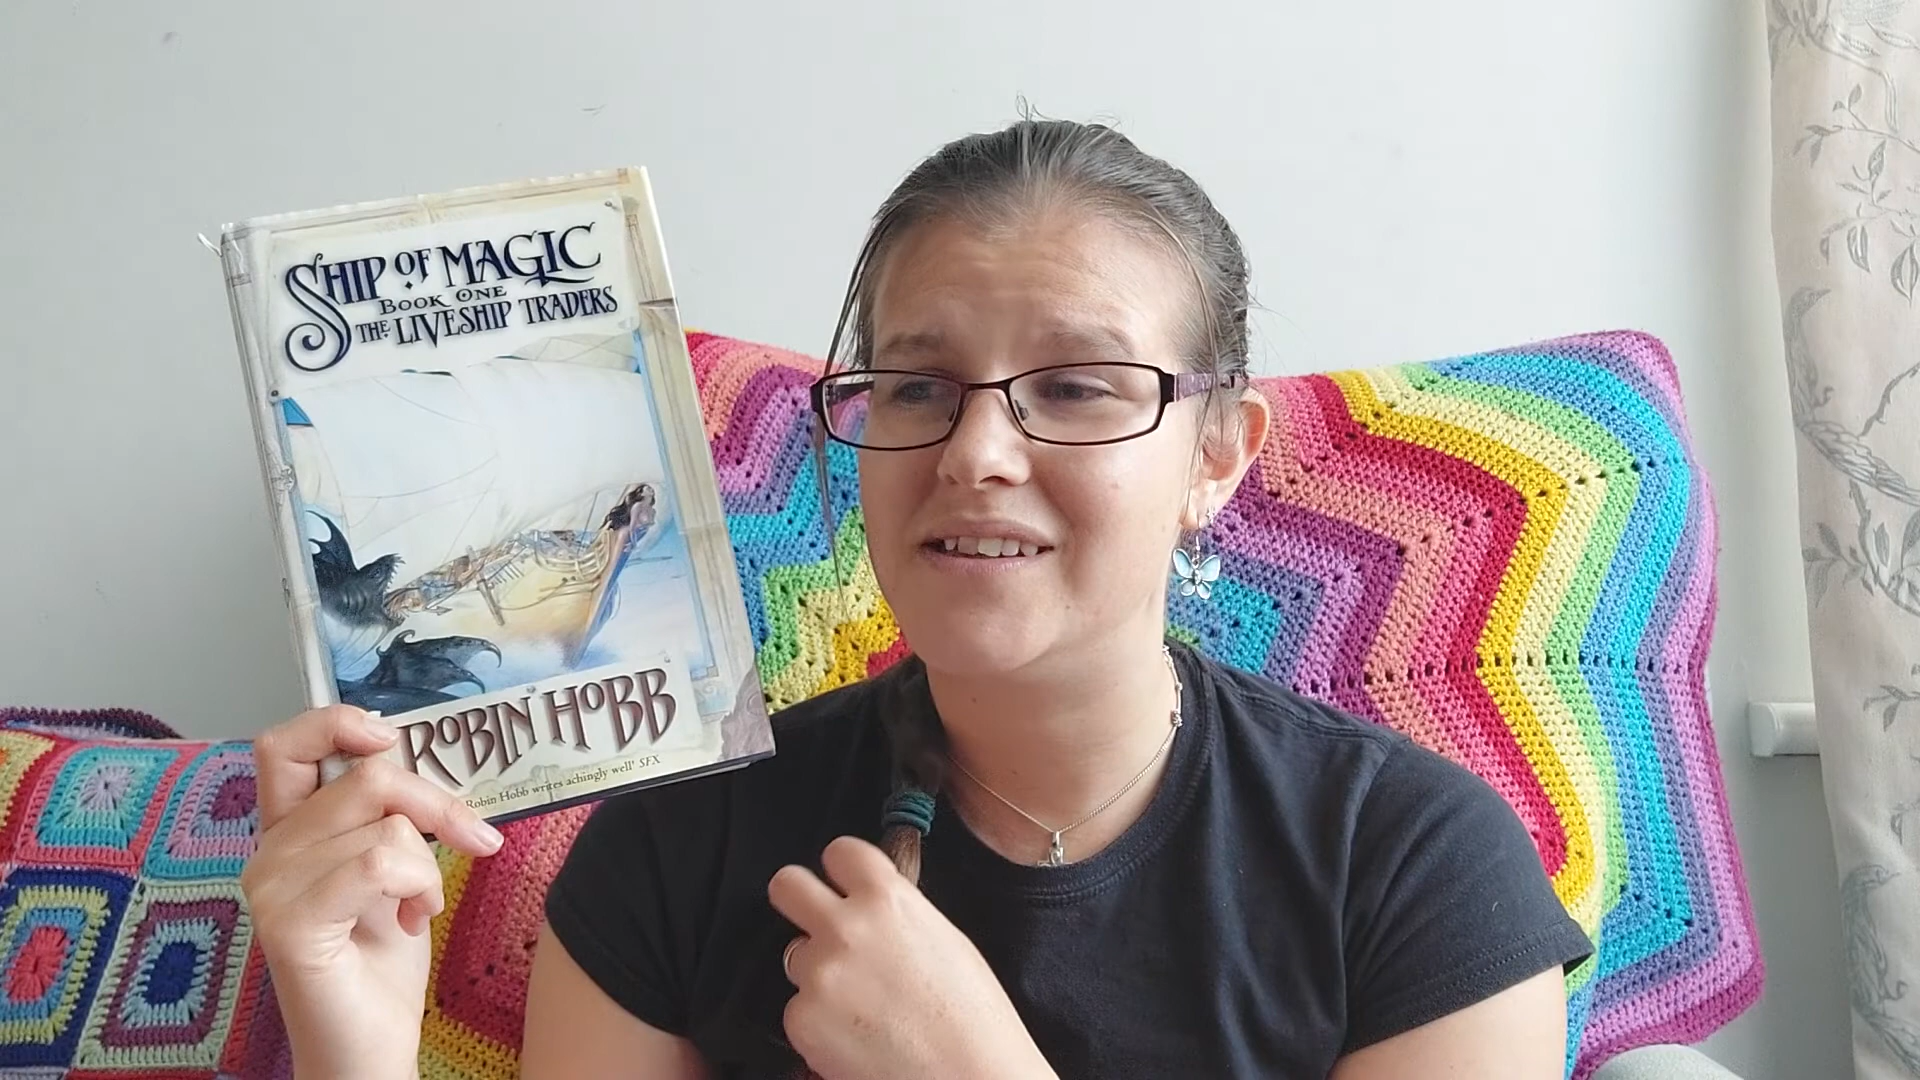 SHIP OF MAGIC
BOOK ONE
THE LIVESHIP TRADERS
ROBIN HOBB
Robin Hobb writes achingly well' SFX